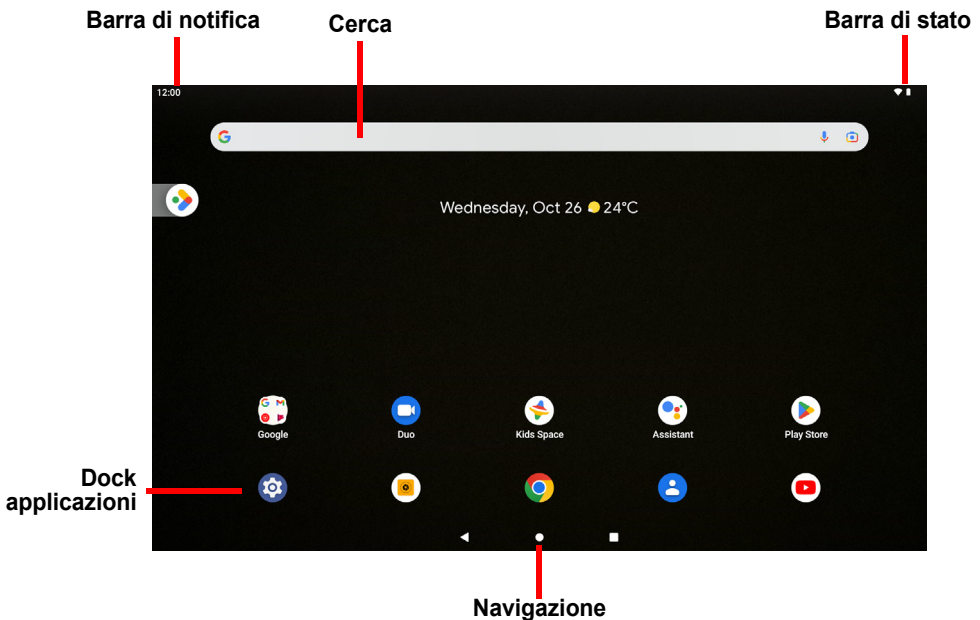 Barra di notifica
Cerca
Barra di stato
12:00
Wednesday, Oct 26 24°C
Google
Duo
Kids Space
Assistant
Play Store
Dock
applicazioni
Navigazione